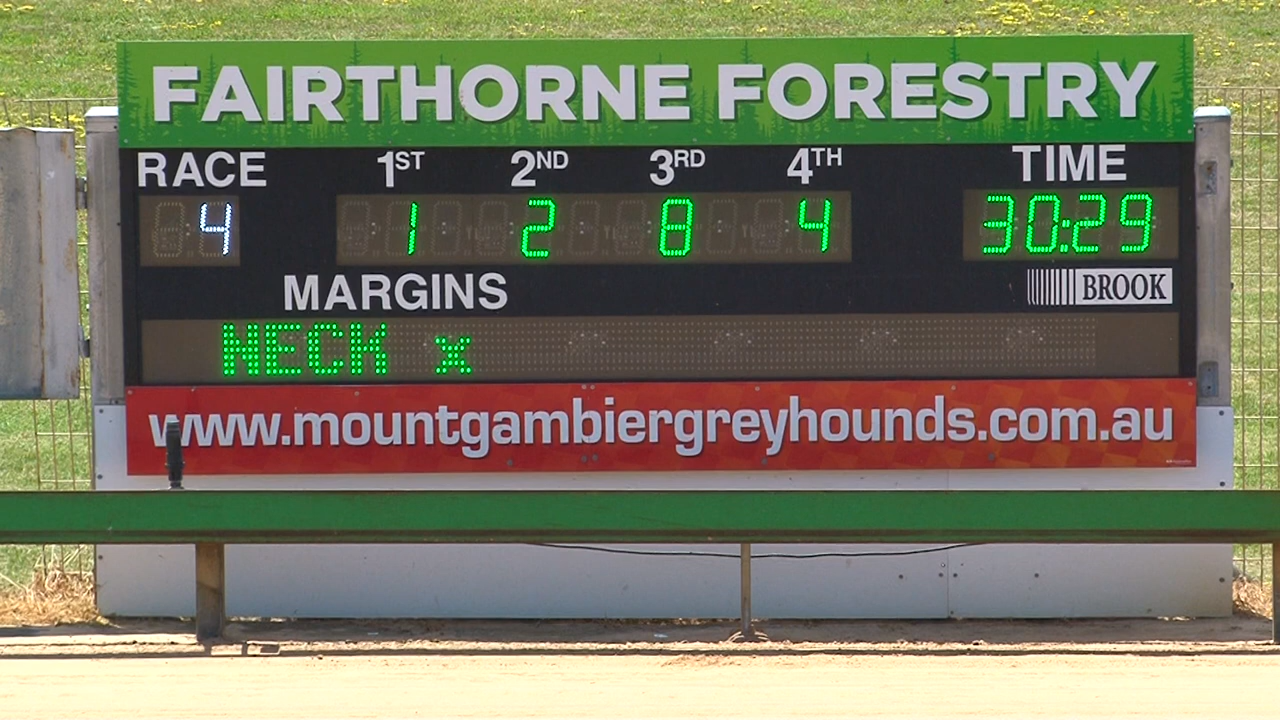 FAIRTHORNE FORESTRY
RACE 1ST 2ND 3RD 4TH TIME
4 1 2 8 4 30:29
MARGINS BROOK
NECK x
www.mountgambiergreyhounds.com.au